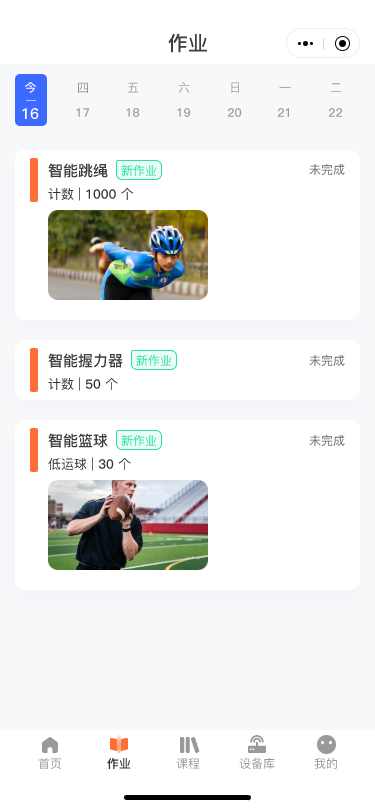 作业
今 四 五 六 日 一 二
16 17 18 19 20 21 22
智能跳绳 新作业 未完成
计数 | 1000 个
智能握力器 新作业 未完成
计数 | 50 个
智能篮球 新作业 未完成
低运球 | 30 个
首页 作业 课程 设备库 我的